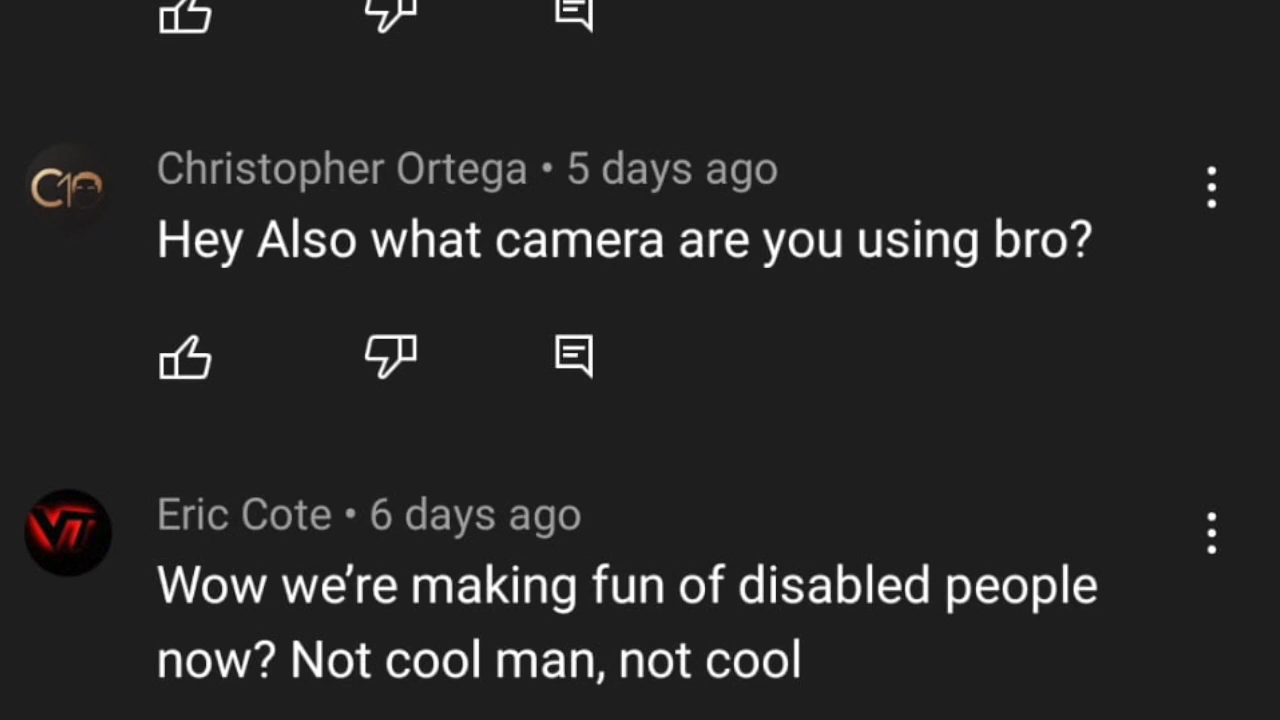 Christopher Ortega • 5 days ago
Hey Also what camera are you using bro?
VT
Eric Cote • 6 days ago
Wow we’re making fun of disabled people
now? Not cool man, not cool